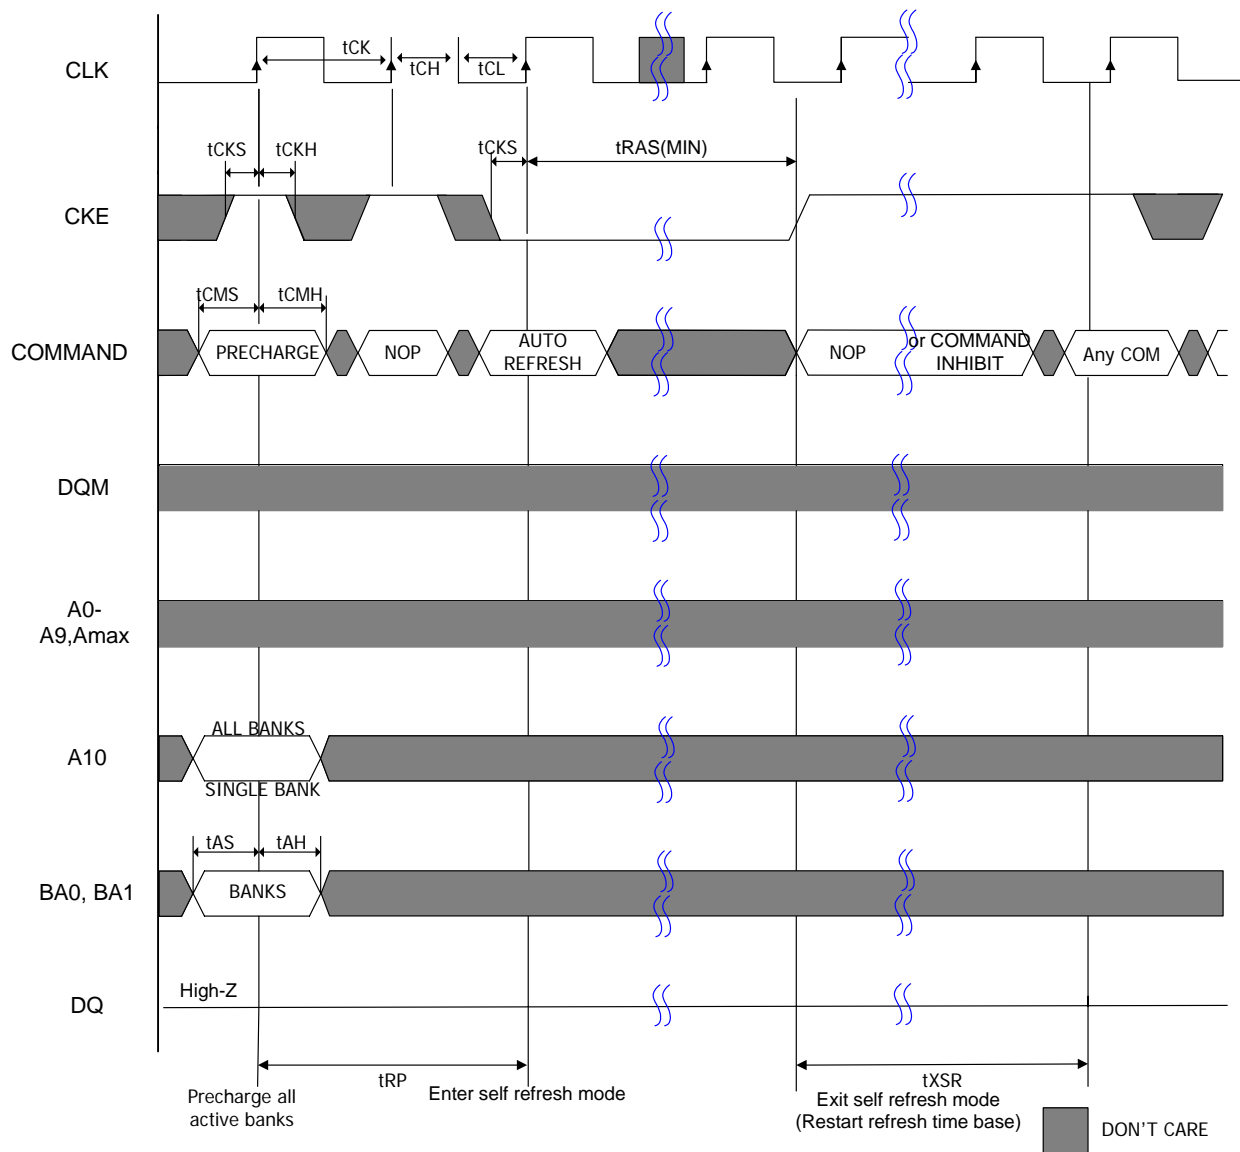 tCK
tCH
tCL
CLK
tCKS
tCKH
tCKS
tRAS(MIN)
CKE
tCMS
tCMH
COMMAND
PRECHARGE
NOP
AUTO
REFRESH
NOP
or COMMAND
INHIBIT
Any COM
DQM
A0-
A9,Amax
ALL BANKS
A10
SINGLE BANK
tAS
tAH
BA0, BA1
BANKS
High-Z
DQ
tRP
tXSR
Precharge all
active banks
Enter self refresh mode
Exit self refresh mode
(Restart refresh time base)
DON'T CARE